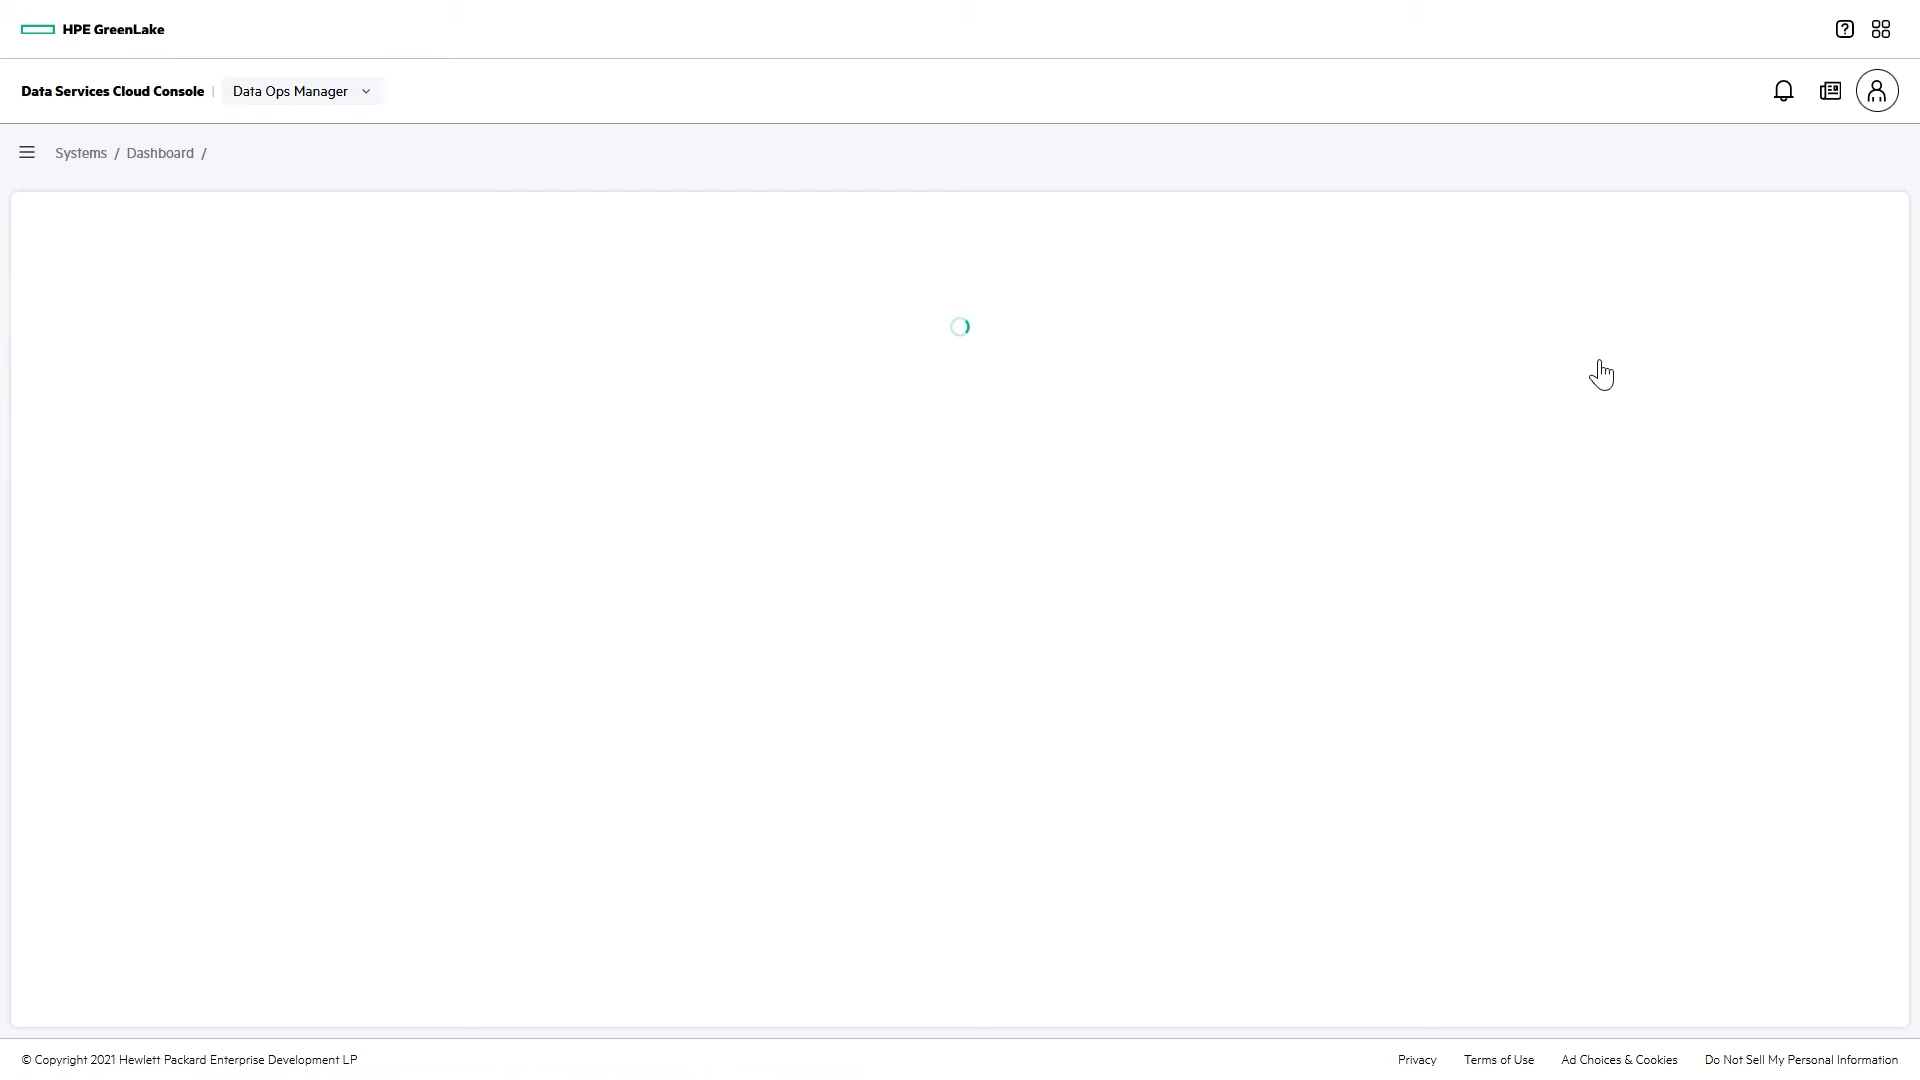 HPE GreenLake
Data Services Cloud Console | Data Ops Manager
Systems / Dashboard /
© Copyright 2021 Hewlett Packard Enterprise Development LP
Privacy Terms of Use Ad Choices & Cookies Do Not Sell My Personal Information